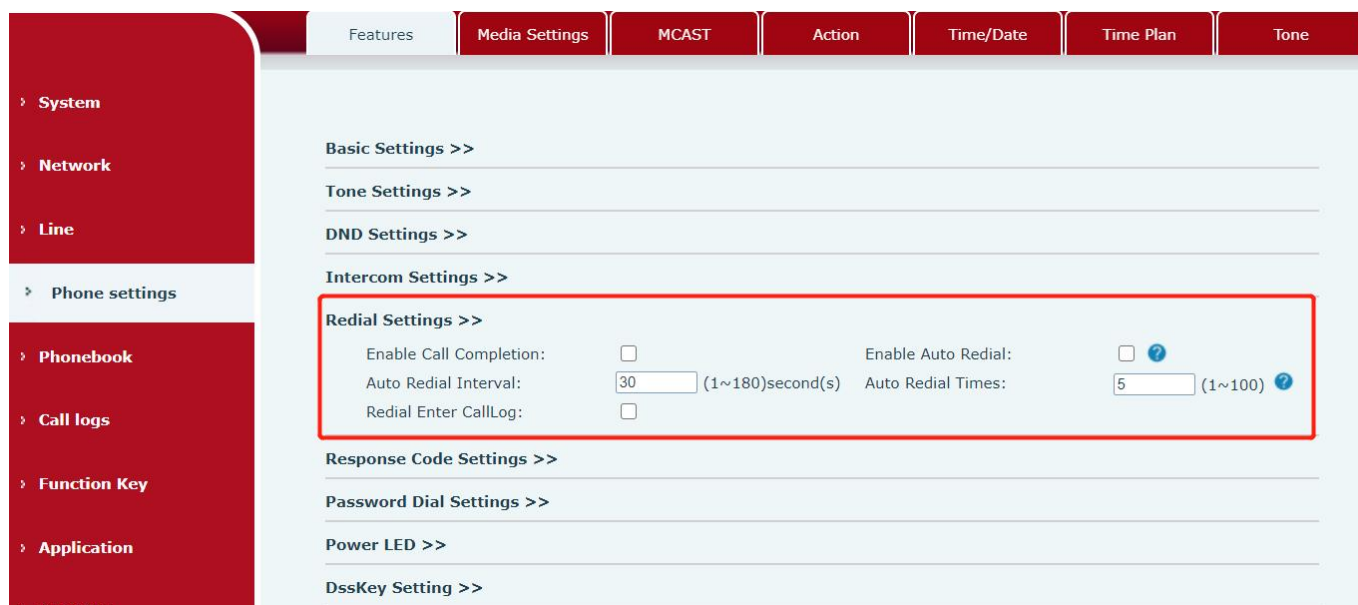 Features Media Settings MCAST Action Time/Date Time Plan Tone
System
Network
Line
Phone settings
Phonebook
Call logs
Function Key
Application
Basic Settings >>
Tone Settings >>
DND Settings >>
Intercom Settings >>
Redial Settings >>
Enable Call Completion: Enable Auto Redial: ?
Auto Redial Interval: 30 (1~180)second(s) Auto Redial Times: 5 (1~100) ?
Redial Enter CallLog:
Response Code Settings >>
Password Dial Settings >>
Power LED >>
DssKey Setting >>